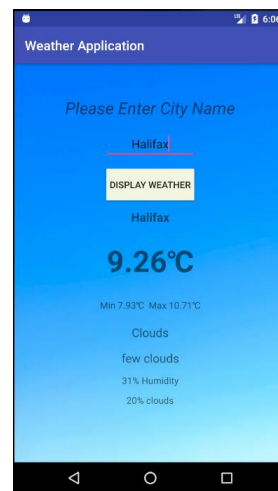 6:06
Weather Application
Please Enter City Name
Halifax
DISPLAY WEATHER
Halifax
9.26℃
Min 7.93℃ Max 10.71℃
Clouds
few clouds
31% Humidity
20% clouds